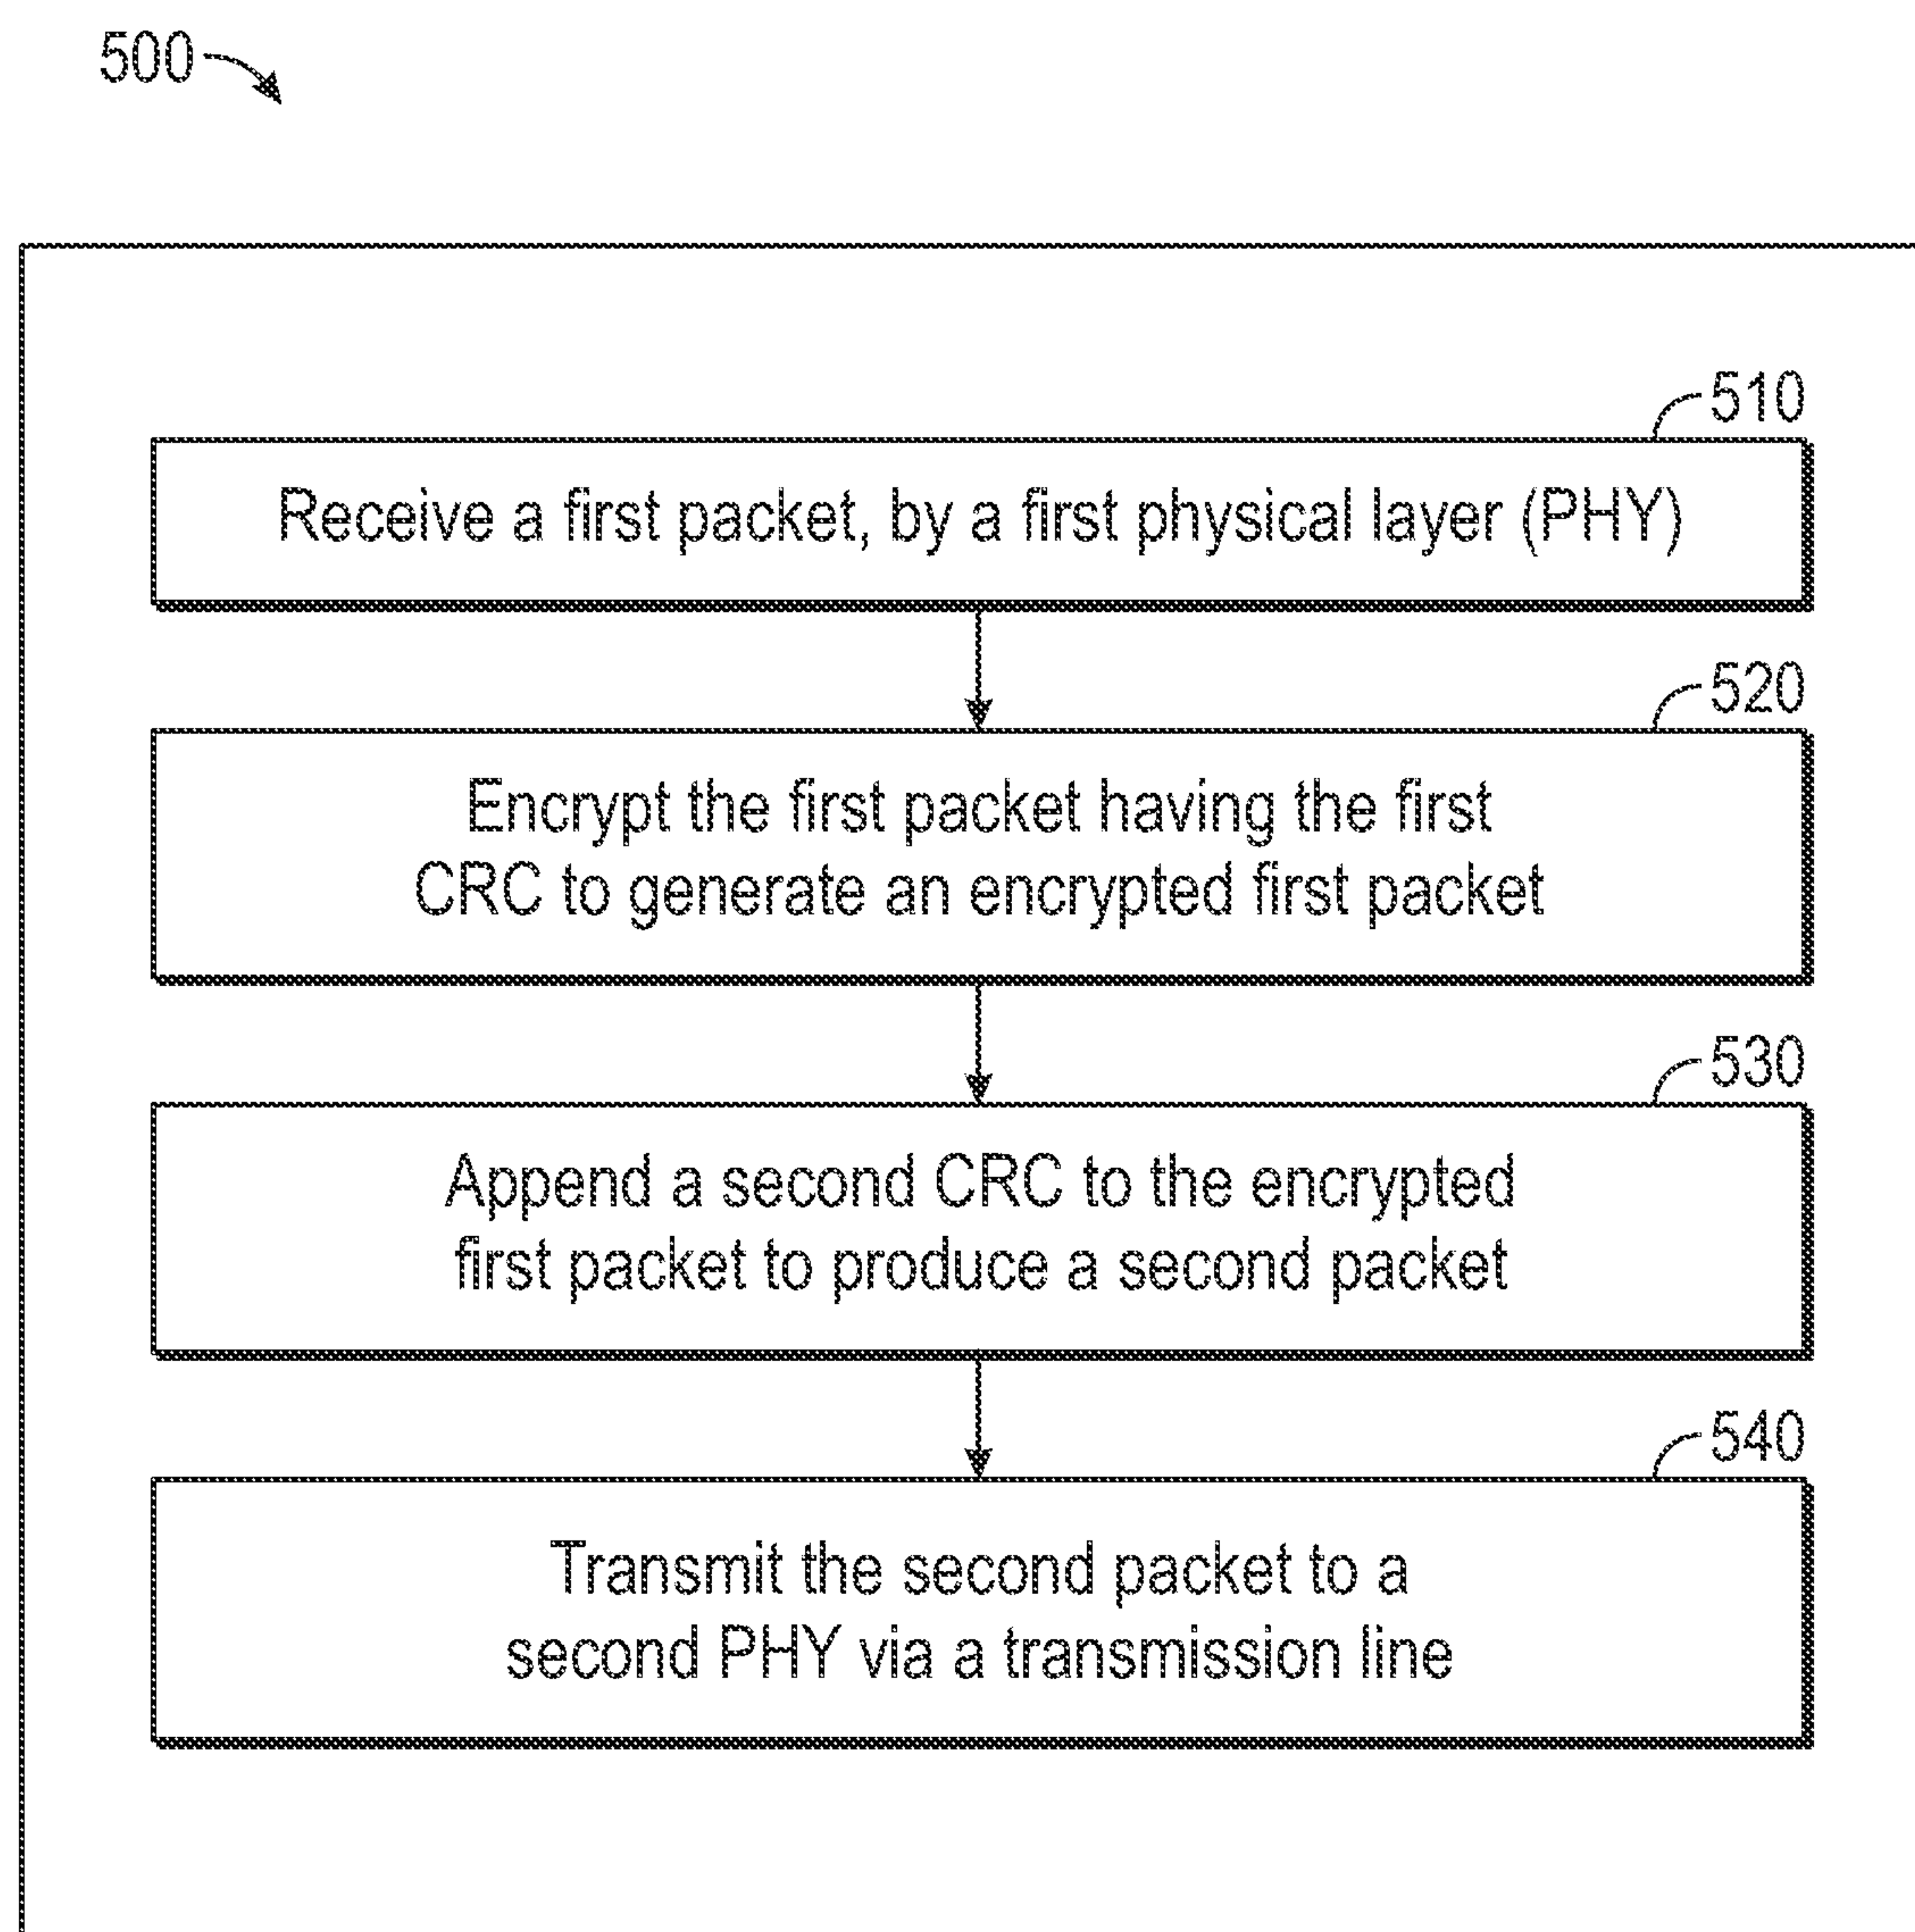 500
510
Receive a first packet, by a first physical layer (PHY)
520
Encrypt the first packet having the first
CRC to generate an encrypted first packet
530
Append a second CRC to the encrypted
first packet to produce a second packet
540
Transmit the second packet to a
second PHY via a transmission line